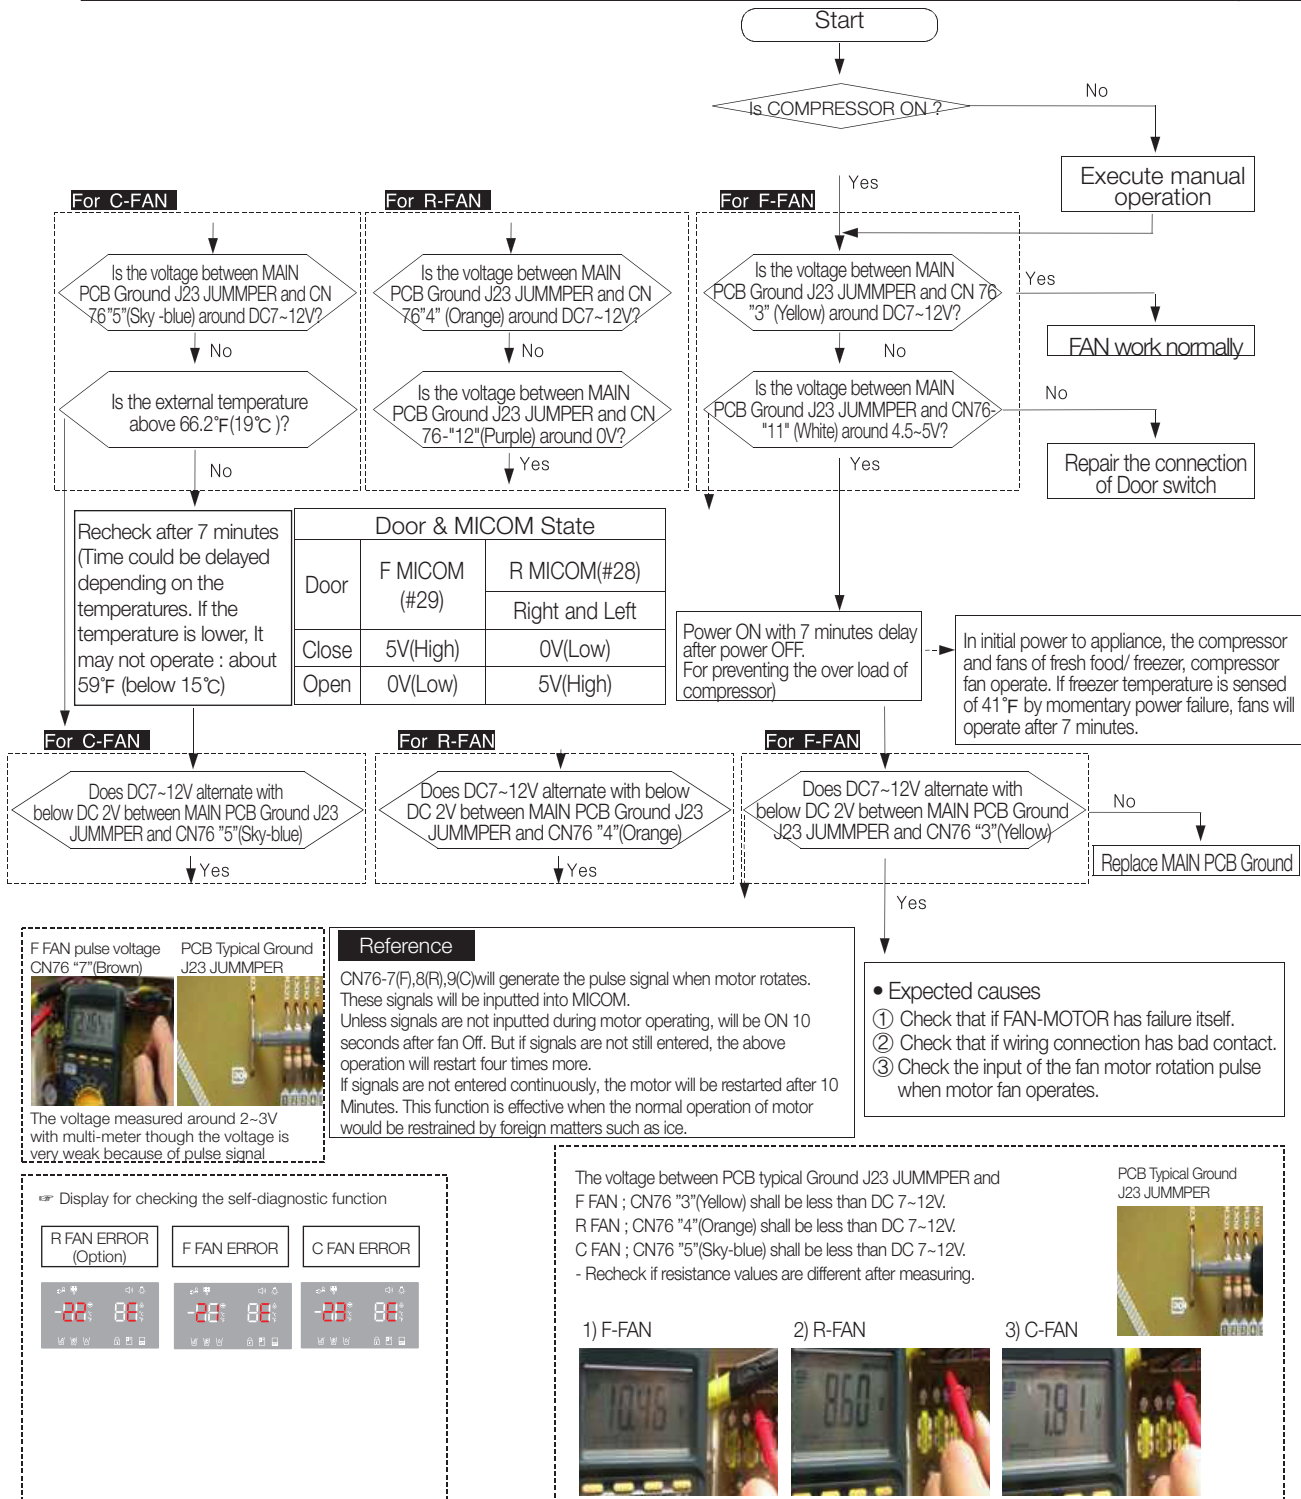 Start
Is COMPRESSOR ON ?
No
Execute manual
operation
Yes
For C-FAN
For R-FAN
For F-FAN
Is the voltage between MAIN
PCB Ground J23 JUMMPER and CN
76"5"(Sky -blue) around DC7~12V?
Is the voltage between MAIN
PCB Ground J23 JUMMPER and CN
76"4" (Orange) around DC7~12V?
Is the voltage between MAIN
PCB Ground J23 JUMMPER and CN 76
"3" (Yellow) around DC7~12V?
Yes
FAN work normally
No
No
No
Is the external temperature
above 66.2°F(19℃ )?
Is the voltage between MAIN
PCB Ground J23 JUMPER and CN
76-"12"(Purple) around 0V?
Is the voltage between MAIN
PCB Ground J23 JUMMPER and CN76-
"11" (White) around 4.5~5V?
No
Repair the connection
of Door switch
No
Yes
Yes
Recheck after 7 minutes
(Time could be delayed
depending on the
temperatures. If the
temperature is lower, It
may not operate : about
59°F (below 15℃)
Door & MICOM State
Door
F MICOM
(#29)
R MICOM(#28)
Right and Left
Close
5V(High)
0V(Low)
Open
0V(Low)
5V(High)
Power ON with 7 minutes delay
after power OFF.
For preventing the over load of
compressor)
In initial power to appliance, the compressor
and fans of fresh food/ freezer, compressor
fan operate. If freezer temperature is sensed
of 41°F by momentary power failure, fans will
operate after 7 minutes.
For C-FAN
For R-FAN
For F-FAN
Does DC7~12V alternate with
below DC 2V between MAIN PCB Ground J23
JUMMPER and CN76 "5"(Sky-blue)
Does DC7~12V alternate with below
DC 2V between MAIN PCB Ground J23
JUMMPER and CN76 "4"(Orange)
Does DC7~12V alternate with
below DC 2V between MAIN PCB Ground
J23 JUMMPER and CN76 "3"(Yellow)
No
Replace MAIN PCB Ground
Yes
Yes
Yes
F FAN pulse voltage
CN76 "7"(Brown)
PCB Typical Ground
J23 JUMMPER
The voltage measured around 2~3V
with multi-meter though the voltage is
very weak because of pulse signal
Reference
CN76-7(F),8(R),9(C)will generate the pulse signal when motor rotates.
These signals will be inputted into MICOM.
Unless signals are not inputted during motor operating, will be ON 10
seconds after fan Off. But if signals are not still entered, the above
operation will restart four times more.
If signals are not entered continuously, the motor will be restarted after 10
Minutes. This function is effective when the normal operation of motor
would be restrained by foreign matters such as ice.
• Expected causes
① Check that if FAN-MOTOR has failure itself.
② Check that if wiring connection has bad contact.
③ Check the input of the fan motor rotation pulse
when motor fan operates.
☞ Display for checking the self-diagnostic function
R FAN ERROR
(Option)
F FAN ERROR
C FAN ERROR
-22 8E
-21E 8E
-23 8E
The voltage between PCB typical Ground J23 JUMMPER and
F FAN ; CN76 "3"(Yellow) shall be less than DC 7~12V.
R FAN ; CN76 "4"(Orange) shall be less than DC 7~12V.
C FAN ; CN76 "5"(Sky-blue) shall be less than DC 7~12V.
- Recheck if resistance values are different after measuring.
PCB Typical Ground
J23 JUMMPER
1) F-FAN
2) R-FAN
3) C-FAN
10.46
8.60
7.81